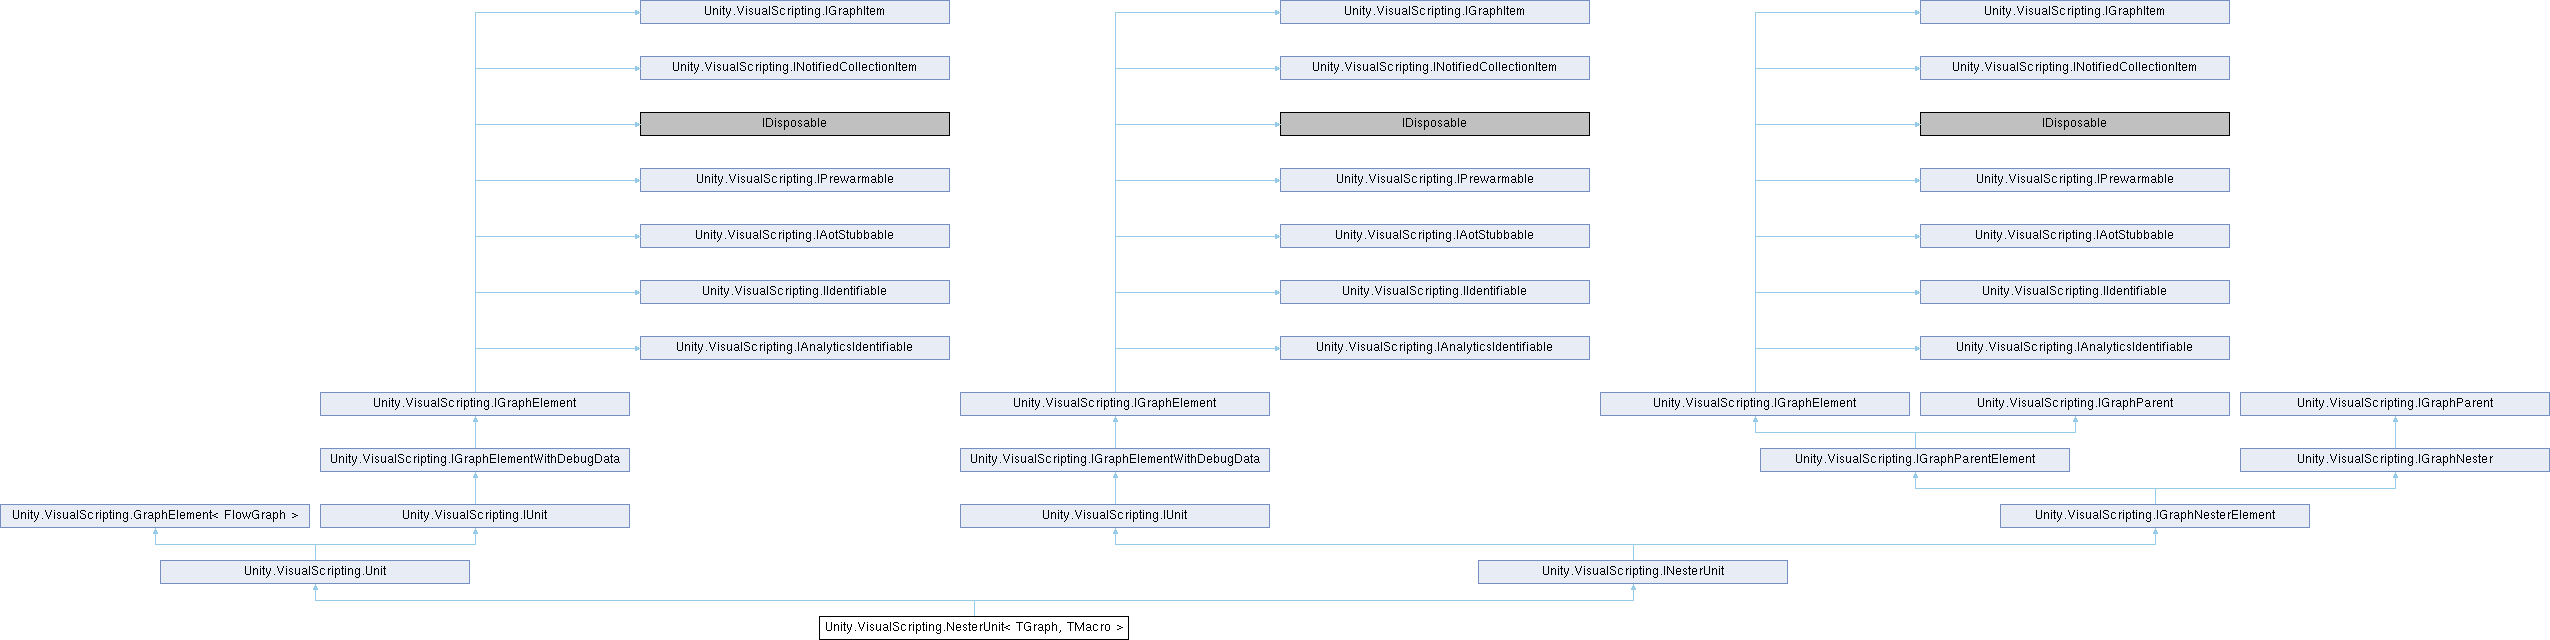 Unity.VisualScripting.IGraphItem
Unity.VisualScripting.IGraphItem
Unity.VisualScripting.IGraphItem
Unity.VisualScripting.INotifiedCollectionItem
Unity.VisualScripting.INotifiedCollectionItem
Unity.VisualScripting.INotifiedCollectionItem
IDisposable
IDisposable
IDisposable
Unity.VisualScripting.IPrewarmable
Unity.VisualScripting.IPrewarmable
Unity.VisualScripting.IPrewarmable
Unity.VisualScripting.IAotStubbable
Unity.VisualScripting.IAotStubbable
Unity.VisualScripting.IAotStubbable
Unity.VisualScripting.IIdentifiable
Unity.VisualScripting.IIdentifiable
Unity.VisualScripting.IIdentifiable
Unity.VisualScripting.IAnalyticsIdentifiable
Unity.VisualScripting.IAnalyticsIdentifiable
Unity.VisualScripting.IAnalyticsIdentifiable
Unity.VisualScripting.IGraphElement
Unity.VisualScripting.IGraphElement
Unity.VisualScripting.IGraphElement
Unity.VisualScripting.IGraphParent
Unity.VisualScripting.IGraphParent
Unity.VisualScripting.IGraphElementWithDebugData
Unity.VisualScripting.IGraphElementWithDebugData
Unity.VisualScripting.IGraphParentElement
Unity.VisualScripting.IGraphNester
Unity.VisualScripting.GraphElement< FlowGraph >
Unity.VisualScripting.IUnit
Unity.VisualScripting.IUnit
Unity.VisualScripting.IGraphNesterElement
Unity.VisualScripting.Unit
Unity.VisualScripting.INesterUnit
Unity.VisualScripting.NesterUnit< TGraph, TMacro >